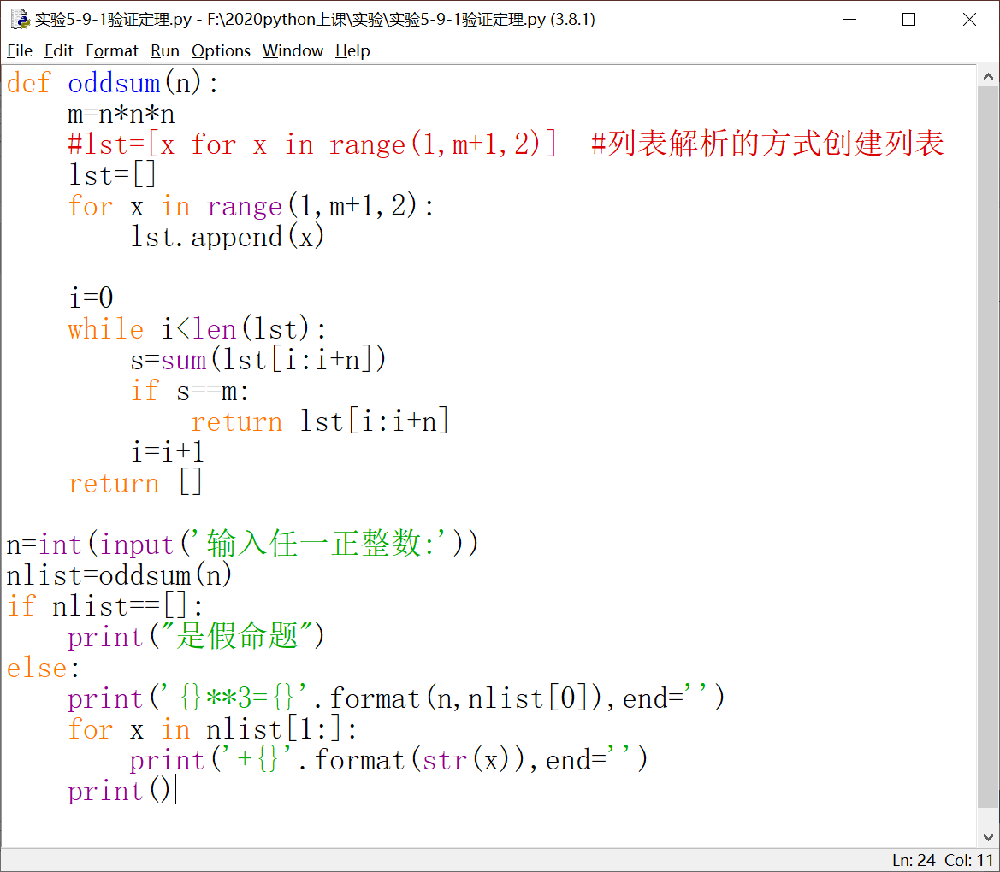 实验5-9-1验证定理.py - F:\2020python上课\实验\实验5-9-1验证定理.py (3.8.1)
File Edit Format Run Options Window Help
def oddsum(n):
    m=n*n*n
    #lst=[x for x in range(1,m+1,2)]  #列表解析的方式创建列表
    lst=[]
    for x in range(1,m+1,2):
        lst.append(x)
    i=0
    while i<len(lst):
        s=sum(lst[i:i+n])
        if s==m:
            return lst[i:i+n]
        i=i+1
    return []
n=int(input('输入任一正整数:'))
nlist=oddsum(n)
if nlist==[]:
    print("是假命题")
else:
    print('{}**3={}'.format(n,nlist[0]),end='')
    for x in nlist[1:]:
        print('+{}'.format(str(x)),end='')
    print()
Ln: 24 Col: 11